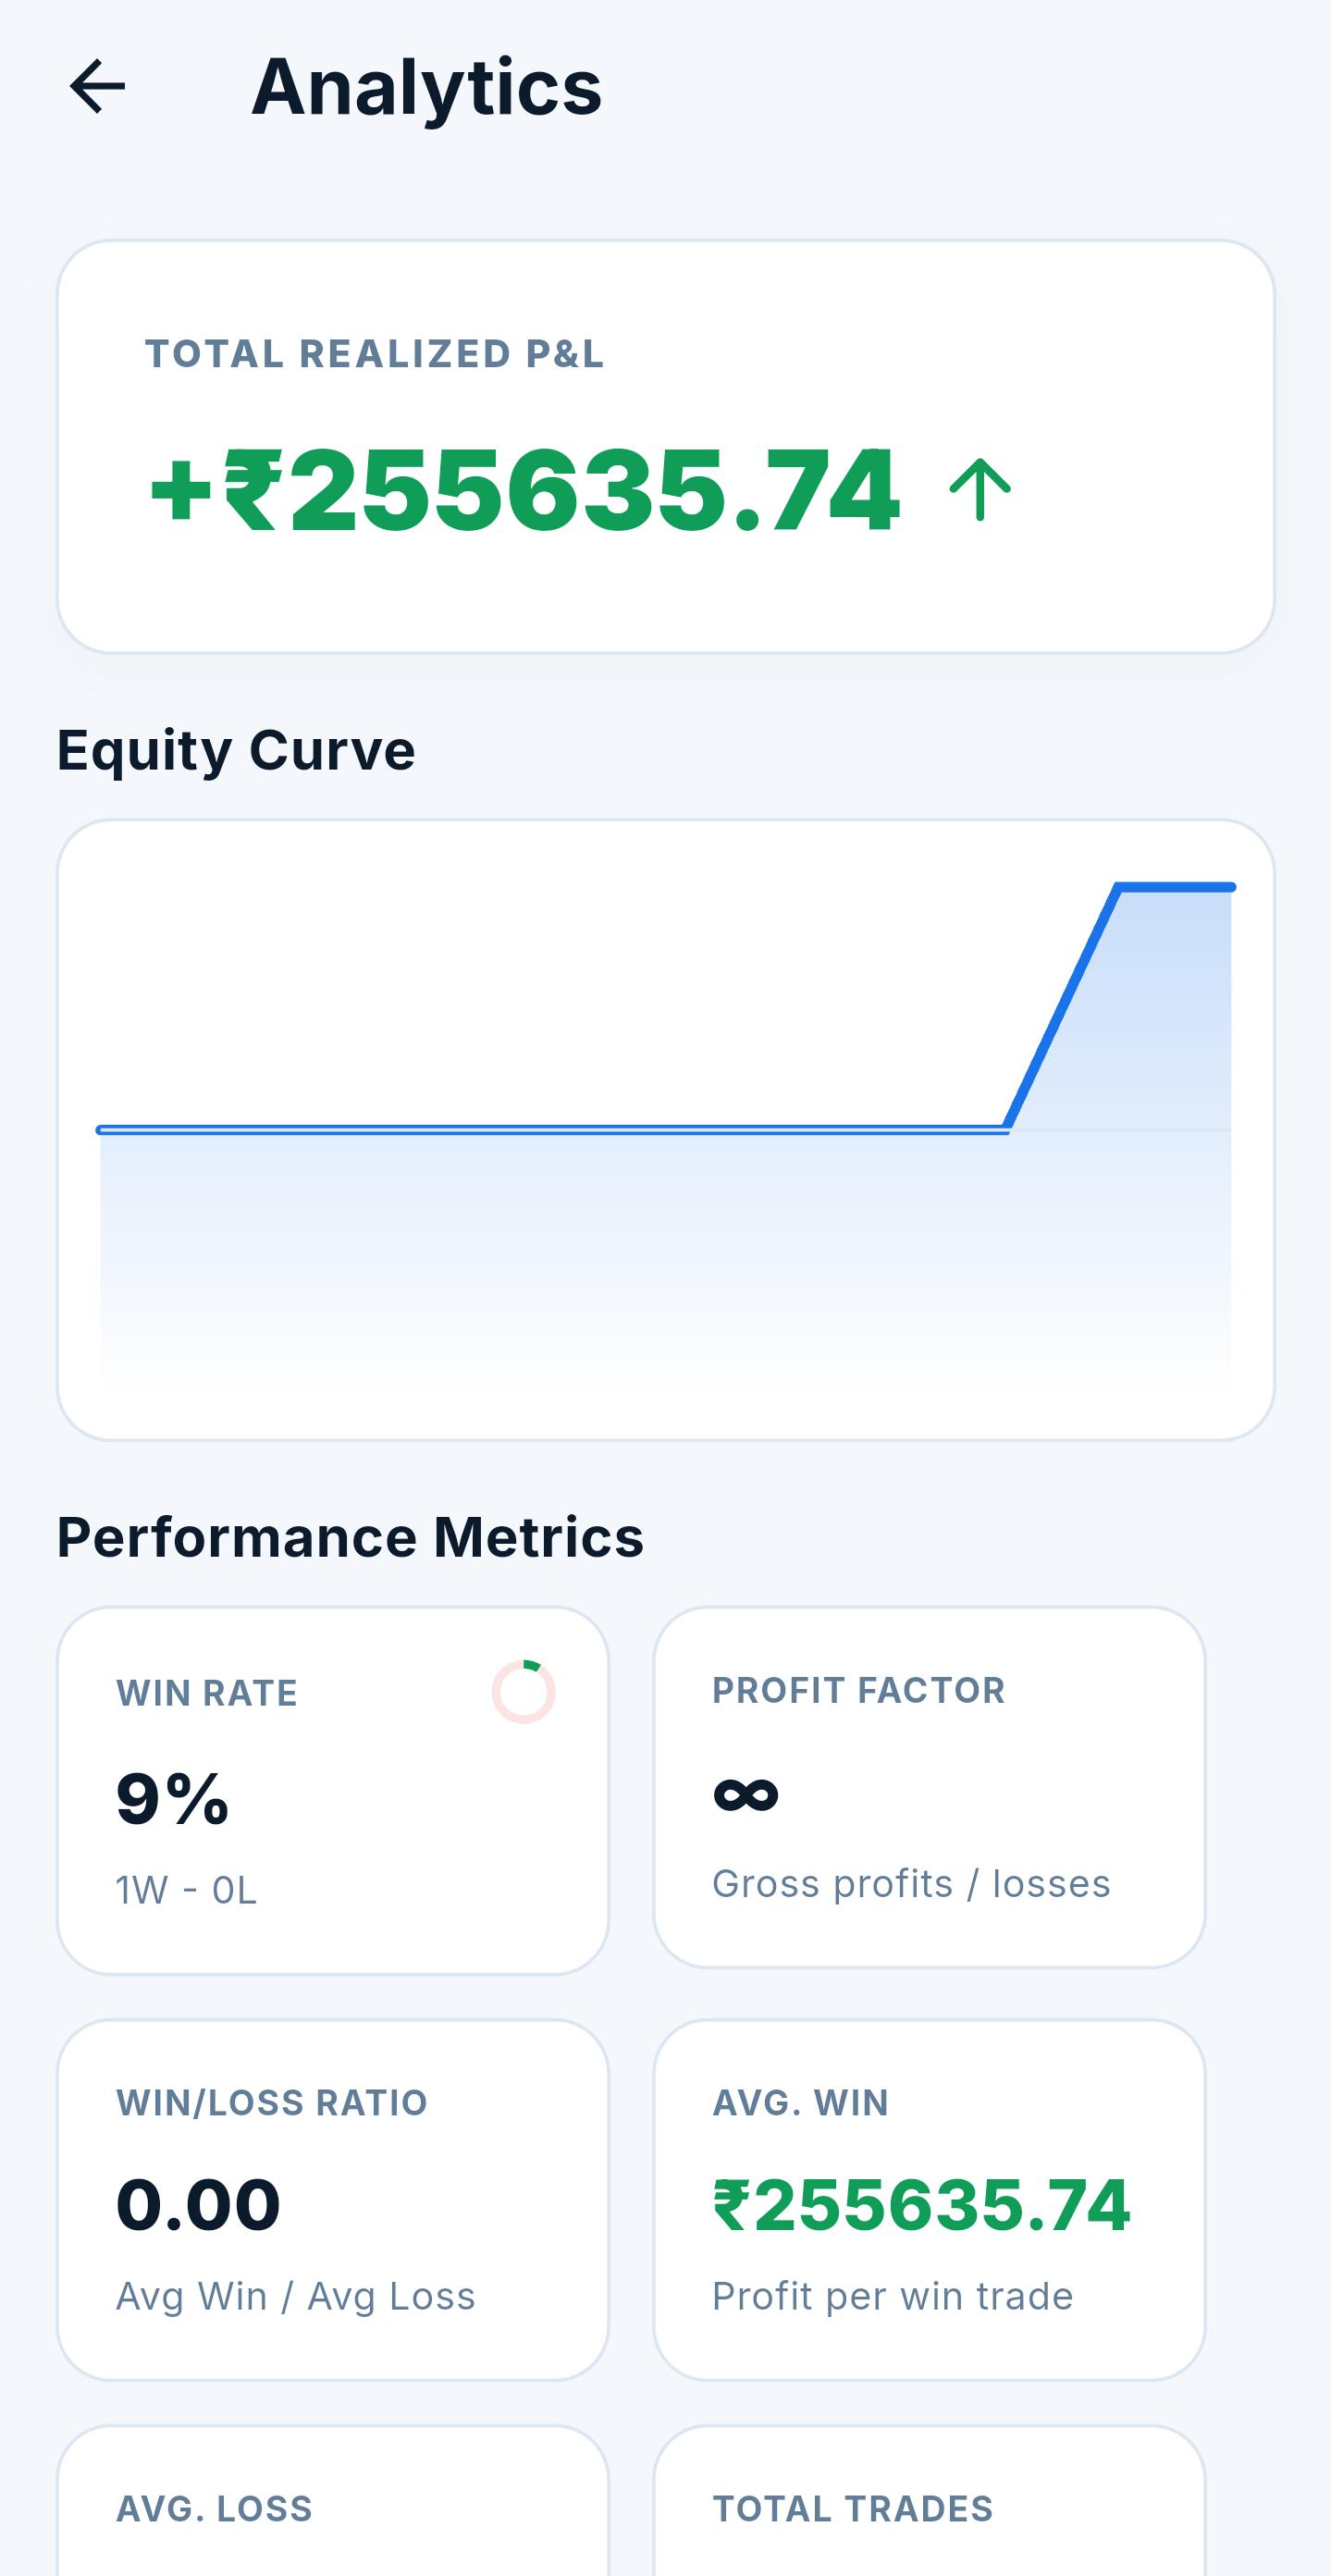 Analytics
TOTAL REALIZED P&L
+₹255635.74
Equity Curve
Performance Metrics
WIN RATE
9%
1W - 0L
PROFIT FACTOR
∞
Gross profits / losses
WIN/LOSS RATIO
0.00
Avg Win / Avg Loss
AVG. WIN
₹255635.74
Profit per win trade
AVG. LOSS
TOTAL TRADES